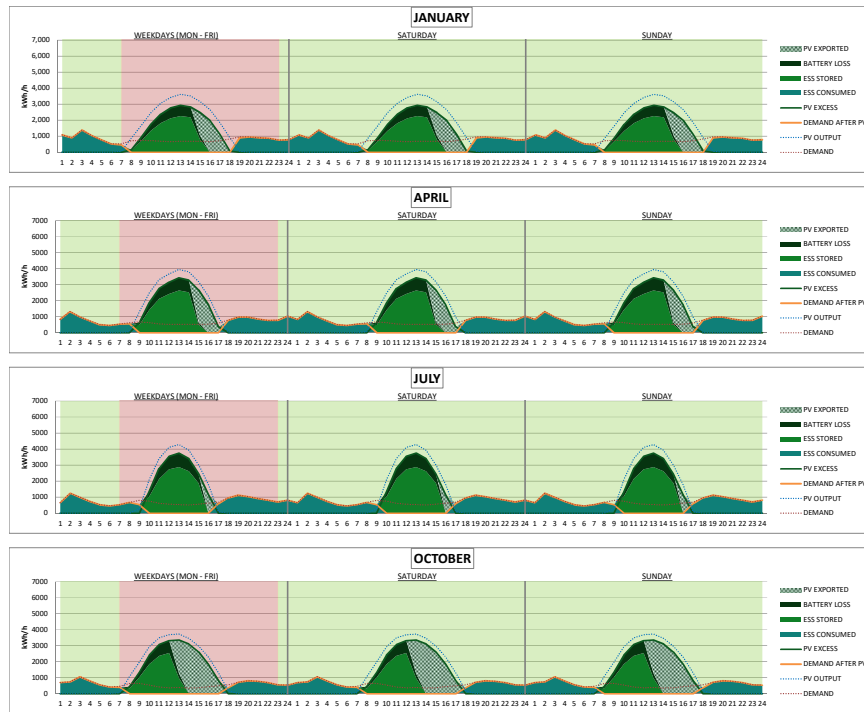 JANUARY
WEEKDAYS (MON - FRI) SATURDAY SUNDAY
7,000
6,000
5,000
4,000
3,000
2,000
1,000
0
kWh/h
1 2 3 4 5 6 7 8 9 10 11 12 13 14 15 16 17 18 19 20 21 22 23 24 1 2 3 4 5 6 7 8 9 10 11 12 13 14 15 16 17 18 19 20 21 22 23 24 1 2 3 4 5 6 7 8 9 10 11 12 13 14 15 16 17 18 19 20 21 22 23 24
PV EXPORTED
BATTERY LOSS
ESS STORED
ESS CONSUMED
PV EXCESS
DEMAND AFTER PV
PV OUTPUT
DEMAND
APRIL
WEEKDAYS (MON - FRI) SATURDAY SUNDAY
7000
6000
5000
4000
3000
2000
1000
0
kWh/h
1 2 3 4 5 6 7 8 9 10 11 12 13 14 15 16 17 18 19 20 21 22 23 24 1 2 3 4 5 6 7 8 9 10 11 12 13 14 15 16 17 18 19 20 21 22 23 24 1 2 3 4 5 6 7 8 9 10 11 12 13 14 15 16 17 18 19 20 21 22 23 24
PV EXPORTED
BATTERY LOSS
ESS STORED
ESS CONSUMED
PV EXCESS
DEMAND AFTER PV
PV OUTPUT
DEMAND
JULY
WEEKDAYS (MON - FRI) SATURDAY SUNDAY
7000
6000
5000
4000
3000
2000
1000
0
kWh/h
1 2 3 4 5 6 7 8 9 10 11 12 13 14 15 16 17 18 19 20 21 22 23 24 1 2 3 4 5 6 7 8 9 10 11 12 13 14 15 16 17 18 19 20 21 22 23 24 1 2 3 4 5 6 7 8 9 10 11 12 13 14 15 16 17 18 19 20 21 22 23 24
PV EXPORTED
BATTERY LOSS
ESS STORED
ESS CONSUMED
PV EXCESS
DEMAND AFTER PV
PV OUTPUT
DEMAND
OCTOBER
WEEKDAYS (MON - FRI) SATURDAY SUNDAY
7000
6000
5000
4000
3000
2000
1000
0
kWh/h
1 2 3 4 5 6 7 8 9 10 11 12 13 14 15 16 17 18 19 20 21 22 23 24 1 2 3 4 5 6 7 8 9 10 11 12 13 14 15 16 17 18 19 20 21 22 23 24 1 2 3 4 5 6 7 8 9 10 11 12 13 14 15 16 17 18 19 20 21 22 23 24
PV EXPORTED
BATTERY LOSS
ESS STORED
ESS CONSUMED
PV EXCESS
DEMAND AFTER PV
PV OUTPUT
DEMAND